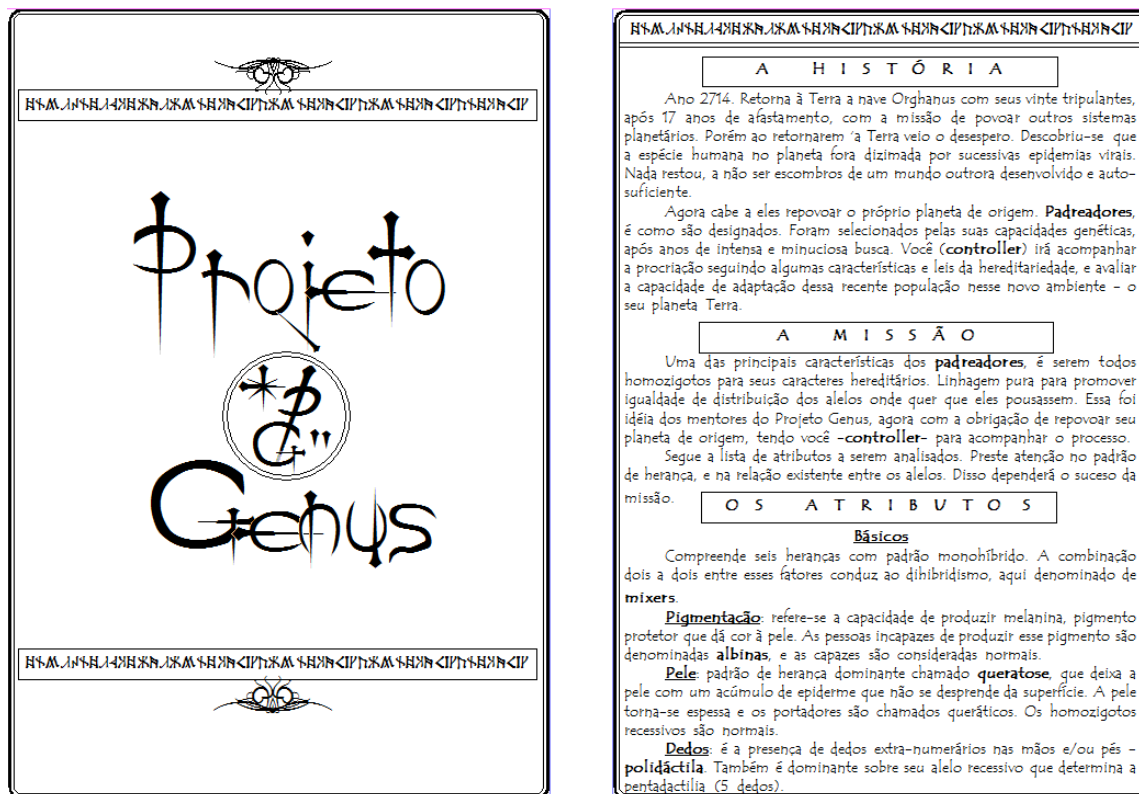 Projeto
P
G
Genus
A HISTÓRIA
Ano 2714. Retorna à Terra a nave Orghanus com seus vinte tripulantes,
após 17 anos de afastamento, com a missão de povoar outros sistemas
planetários. Porém ao retornarem 'a Terra veio o desespero. Descobriu-se que
a espécie humana no planeta fora dizimada por sucessivas epidemias virais.
Nada restou, a não ser escombros de um mundo outrora desenvolvido e auto-
suficiente.
Agora cabe a eles repovoar o próprio planeta de origem. Padreadores,
é como são designados. Foram selecionados pelas suas capacidades genéticas,
após anos de intensa e minuciosa busca. Você (controller) irá acompanhar
a procriação seguindo algumas características e leis da hereditariedade, e avaliar
a capacidade de adaptação dessa recente população nesse novo ambiente - o
seu planeta Terra.
A MISSÃO
Uma das principais características dos padreadores, é serem todos
homozigotos para seus caracteres hereditários. Linhagem pura para promover
igualdade de distribuição dos alelos onde quer que eles pousassem. Essa foi
idéia dos mentores do Projeto Genus, agora com a obrigação de repovoar seu
planeta de origem, tendo você -controller- para acompanhar o processo.
Segue a lista de atributos a serem analisados. Preste atenção no padrão
de herança, e na relação existente entre os alelos. Disso dependerá o suceso da
missão.
OS ATRIBUTOS
Básicos
Compreende seis heranças com padrão monohíbrido. A combinação
dois a dois entre esses fatores conduz ao dihibridismo, aqui denominado de
mixers.
Pigmentação: refere-se a capacidade de produzir melanina, pigmento
protetor que dá cor à pele. As pessoas incapazes de produzir esse pigmento são
denominadas albinas, e as capazes são consideradas normais.
Pele: padrão de herança dominante chamado queratose, que deixa a
pele com um acúmulo de epiderme que não se desprende da superfície. A pele
torna-se espessa e os portadores são chamados queráticos. Os homozigotos
recessivos são normais.
Dedos: é a presença de dedos extra-numerários nas mãos e/ou pés -
polidáctila. Também é dominante sobre seu alelo recessivo que determina a
pentadactilia (5 dedos).